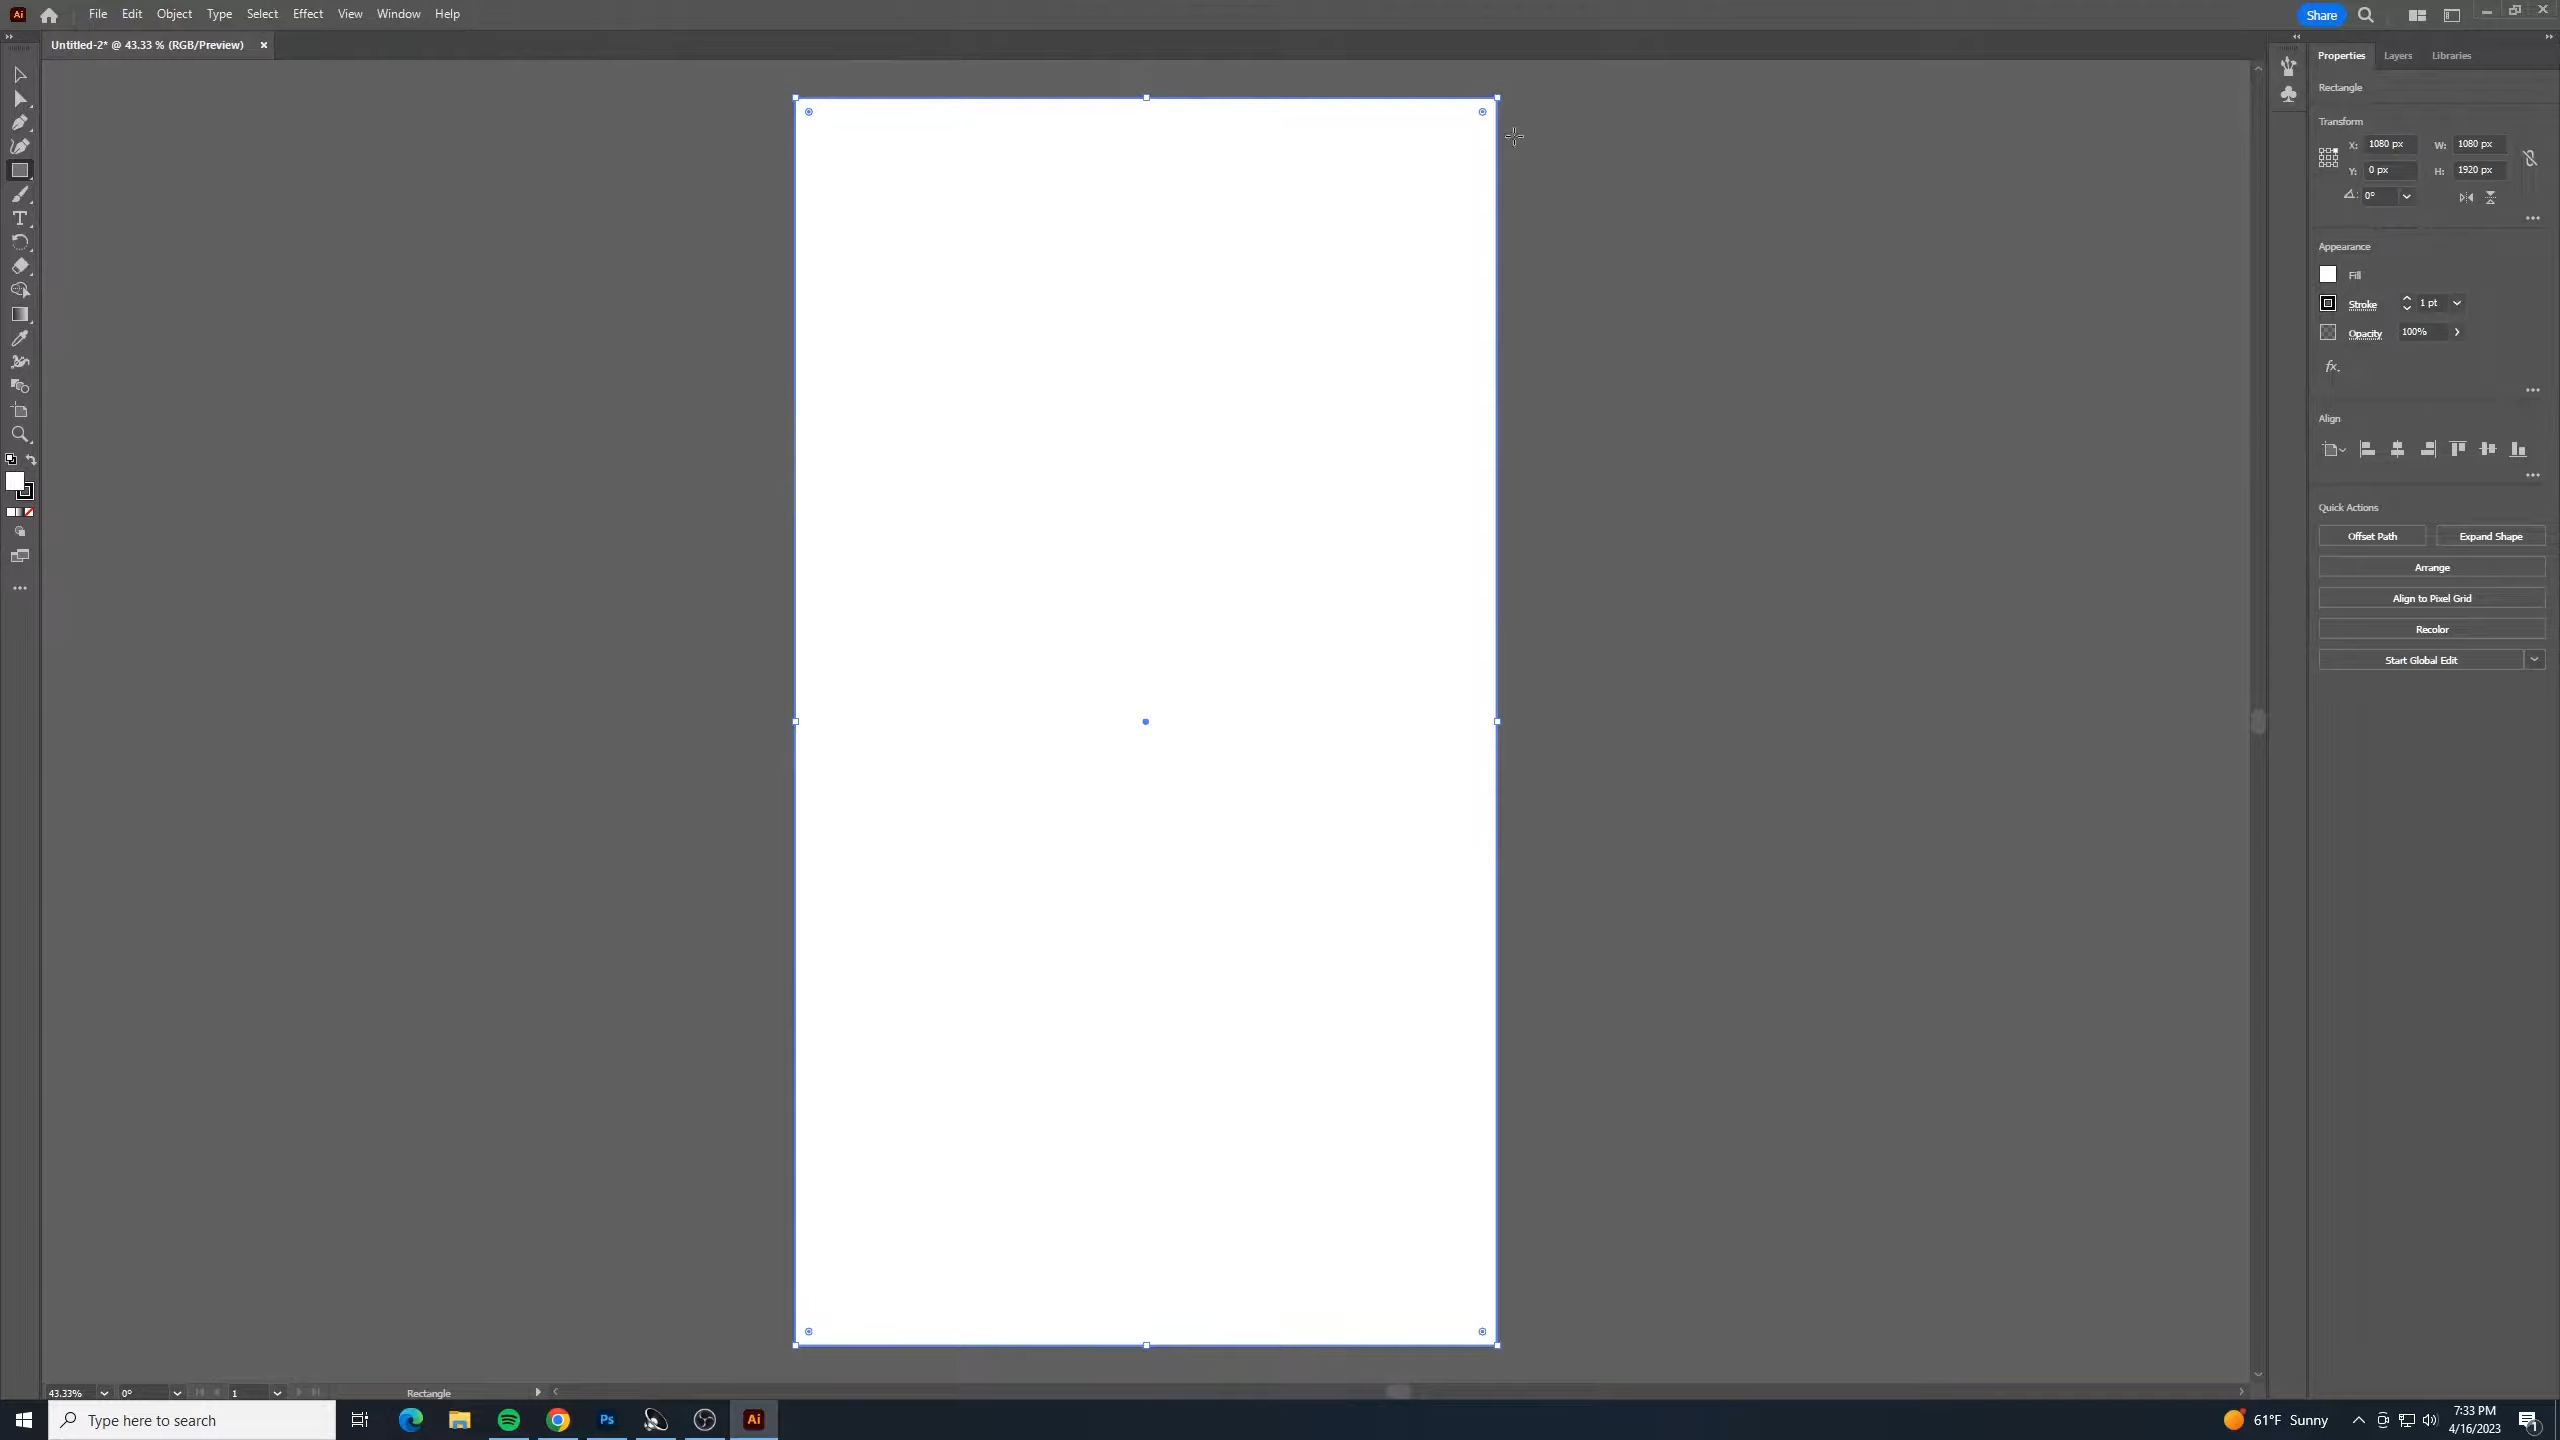 Ai File Edit Object Type Select Effect View Window Help Share
Untitled-2* @ 43.33 % (RGB/Preview) ×
Properties Layers Libraries
Rectangle
Transform
X: 1080 px W: 1080 px
Y: 0 px H: 1920 px
0°
Appearance
Fill
Stroke 1 pt
Opacity 100%
fx.
Align
Quick Actions
Offset Path Expand Shape
Arrange
Align to Pixel Grid
Recolor
Start Global Edit
43.33% 0° 1 Rectangle
Type here to search Ps Ai 61°F Sunny 7:33 PM
4/16/2023 1